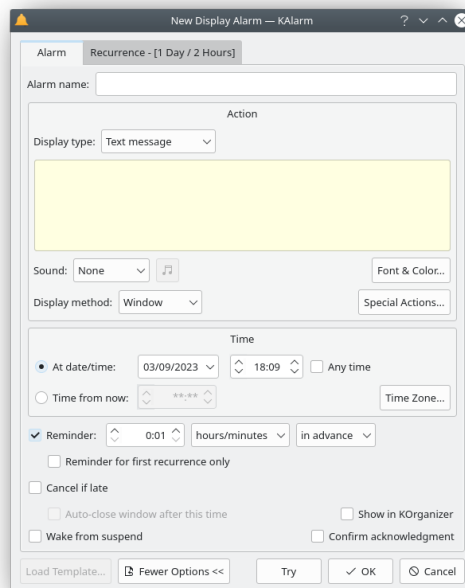 New Display Alarm — KAlarm
Alarm
Recurrence - [1 Day / 2 Hours]
Alarm name:
Action
Display type: Text message
Sound: None
Font & Color...
Display method: Window
Special Actions...
Time
At date/time: 03/09/2023 18:09 Any time
Time from now: **:** Time Zone...
Reminder: 0:01 hours/minutes in advance
Reminder for first recurrence only
Cancel if late
Auto-close window after this time
Show in KOrganizer
Wake from suspend
Confirm acknowledgment
Load Template... Fewer Options << Try OK Cancel